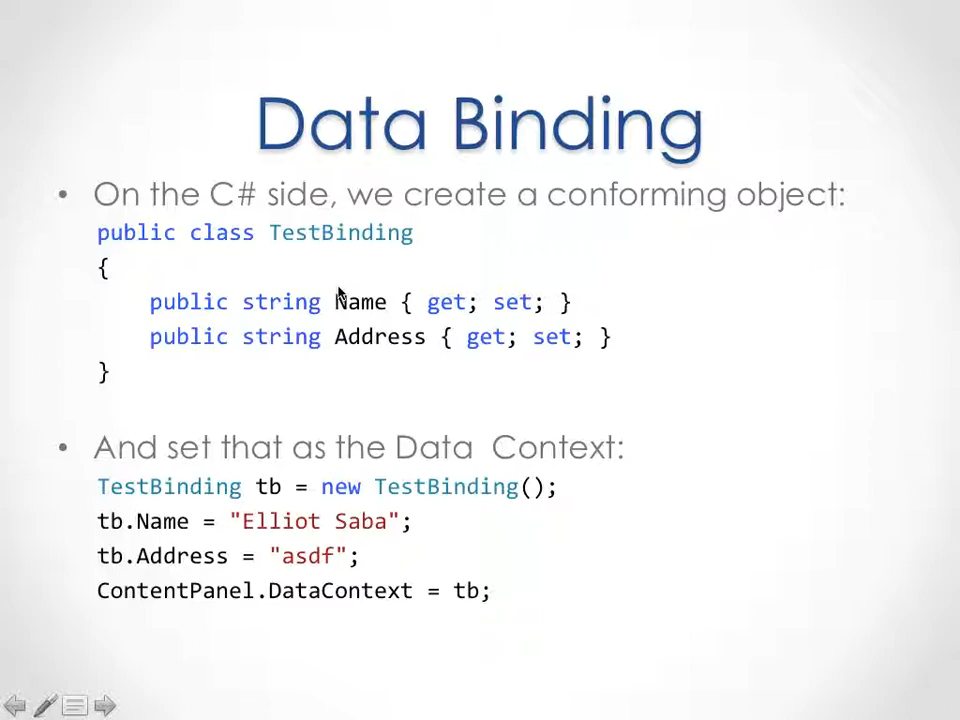 Data Binding
• On the C# side, we create a conforming object:
public class TestBinding
{
    public string Name { get; set; }
    public string Address { get; set; }
}
• And set that as the Data  Context:
TestBinding tb = new TestBinding();
tb.Name = "Elliot Saba";
tb.Address = "asdf";
ContentPanel.DataContext = tb;